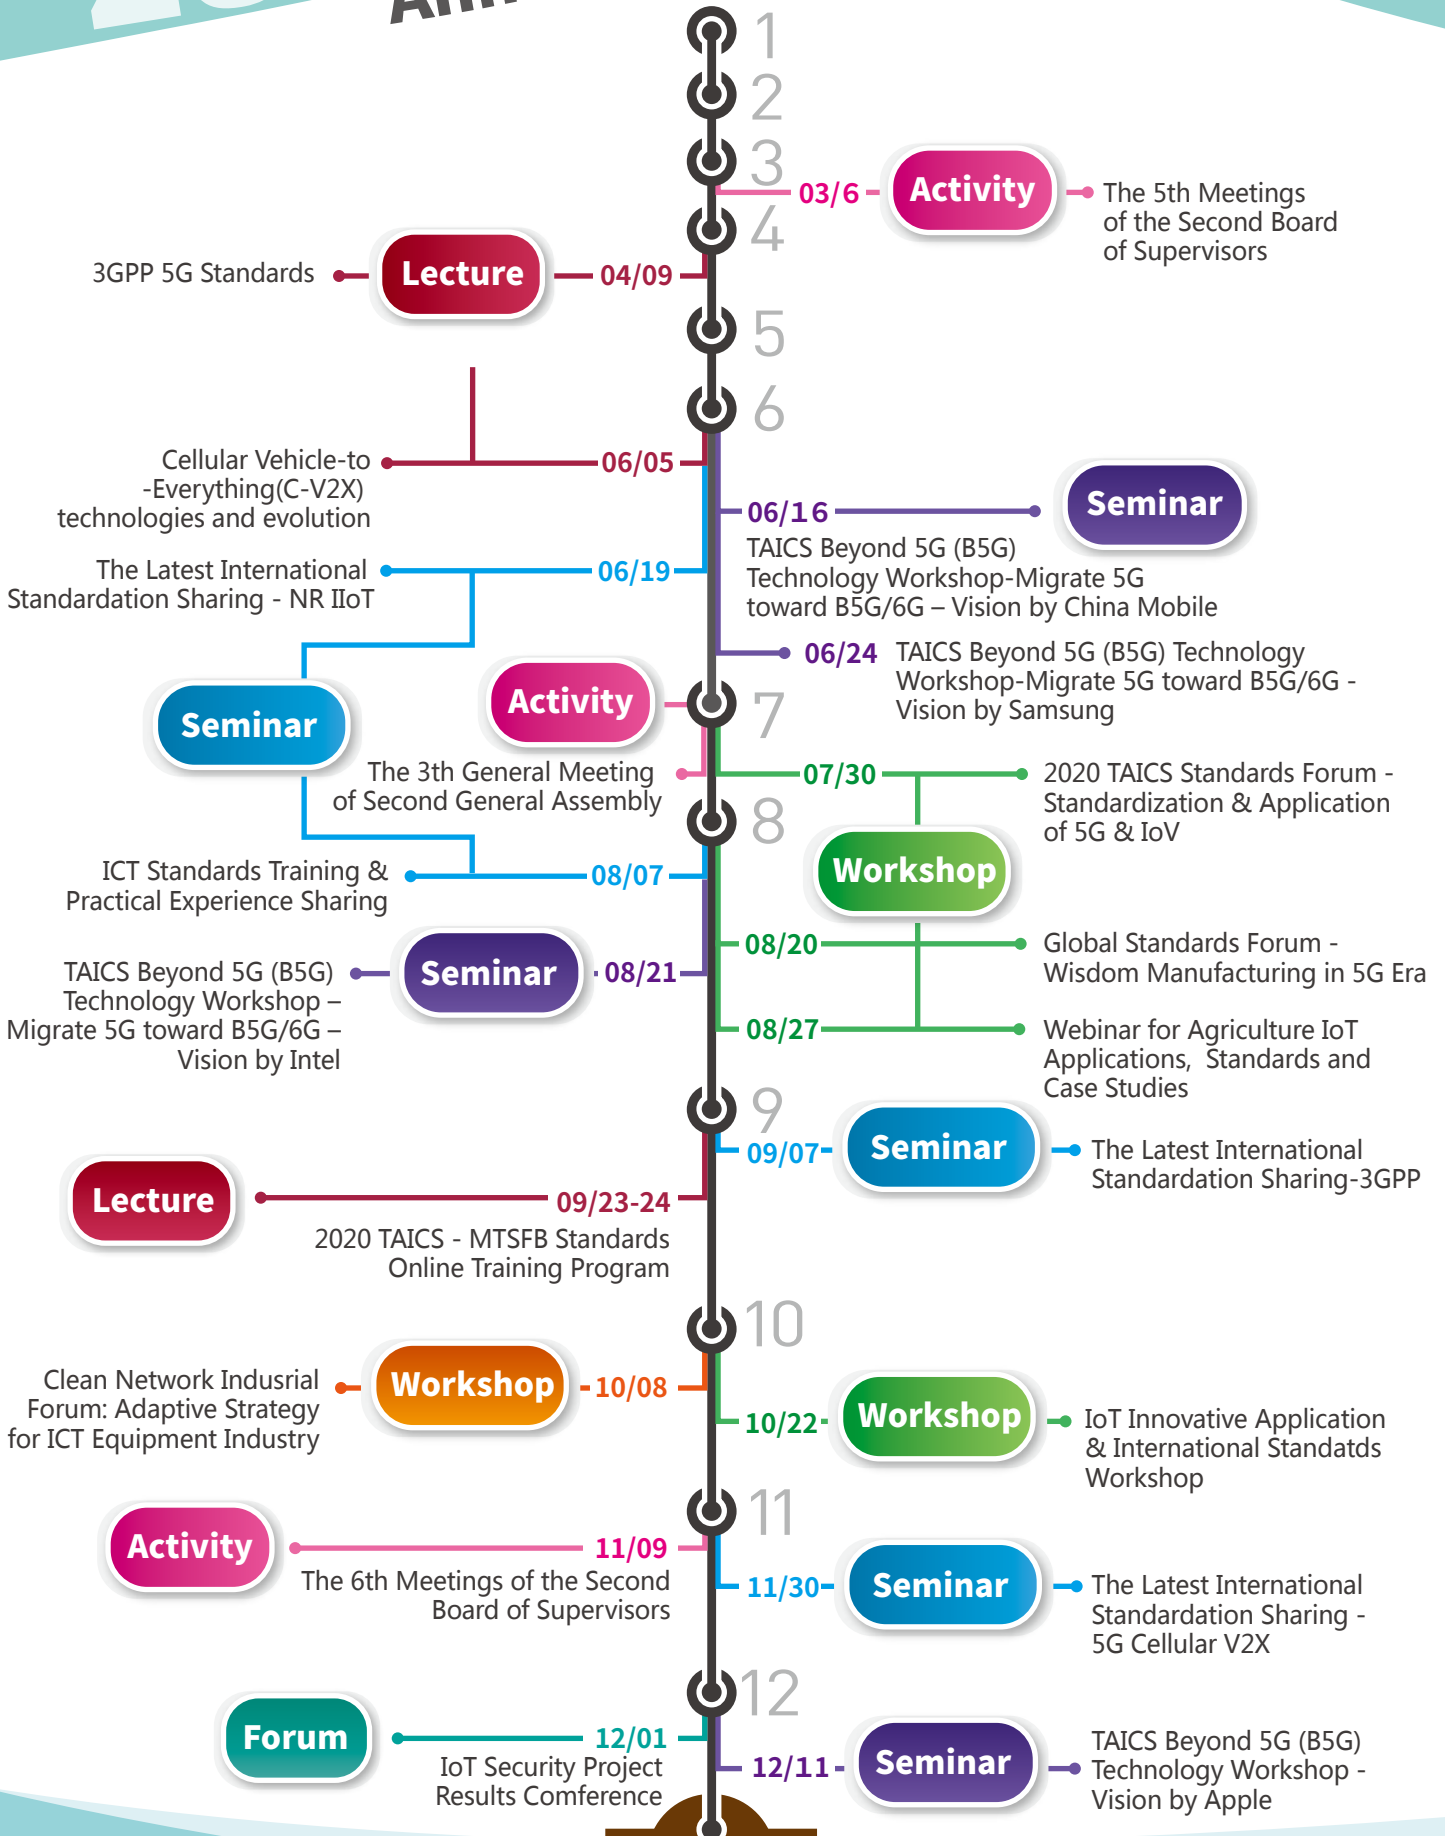 1
2
3
03/6
Activity
The 5th Meetings
of the Second Board
of Supervisors
4
3GPP 5G Standards
Lecture
04/09
5
6
Cellular Vehicle-to
-Everything(C-V2X)
technologies and evolution
06/05
06/16
Seminar
TAICS Beyond 5G (B5G)
Technology Workshop-Migrate 5G
toward B5G/6G – Vision by China Mobile
The Latest International
Standardation Sharing - NR IIoT
06/19
06/24
TAICS Beyond 5G (B5G) Technology
Workshop-Migrate 5G toward B5G/6G -
Vision by Samsung
Seminar
Activity
7
The 3th General Meeting
of Second General Assembly
07/30
2020 TAICS Standards Forum -
Standardization & Application
of 5G & IoV
8
Workshop
ICT Standards Training &
Practical Experience Sharing
08/07
08/20
Global Standards Forum -
Wisdom Manufacturing in 5G Era
TAICS Beyond 5G (B5G)
Technology Workshop –
Migrate 5G toward B5G/6G –
Vision by Intel
Seminar
08/21
08/27
Webinar for Agriculture IoT
Applications,  Standards and
Case Studies
9
09/07
Seminar
The Latest International
Standardation Sharing-3GPP
Lecture
09/23-24
2020 TAICS - MTSFB Standards
Online Training Program
10
Clean Network Indusrial
Forum: Adaptive Strategy
for ICT Equipment Industry
Workshop
10/08
10/22
Workshop
IoT Innovative Application
& International Standatds
Workshop
11
Activity
11/09
The 6th Meetings of the Second
Board of Supervisors
11/30
Seminar
The Latest International
Standardation Sharing -
5G Cellular V2X
12
Forum
12/01
IoT Security Project
Results Comference
12/11
Seminar
TAICS Beyond 5G (B5G)
Technology Workshop -
Vision by Apple